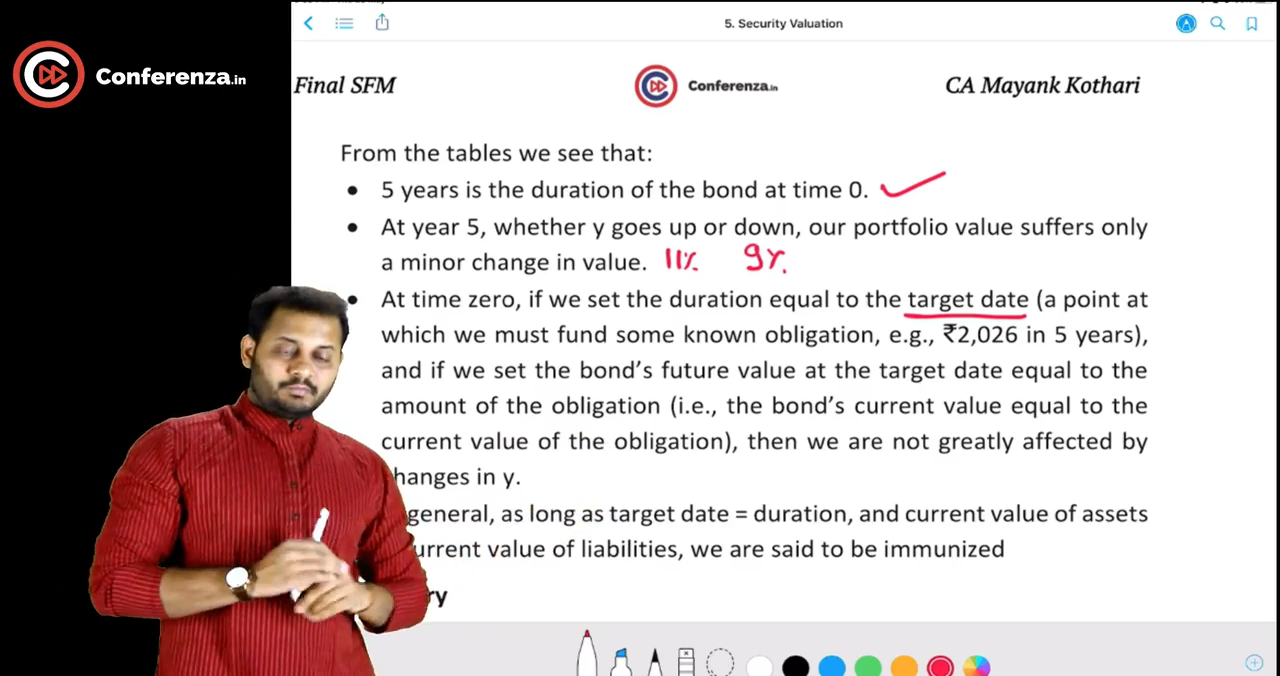 5. Security Valuation
Conferenza.in
Final SFM
Conferenza.in
CA Mayank Kothari
From the tables we see that:
• 5 years is the duration of the bond at time 0.
• At year 5, whether y goes up or down, our portfolio value suffers only
a minor change in value. 11% 9%.
• At time zero, if we set the duration equal to the target date (a point at
which we must fund some known obligation, e.g., ₹2,026 in 5 years),
and if we set the bond's future value at the target date equal to the
amount of the obligation (i.e., the bond's current value equal to the
current value of the obligation), then we are not greatly affected by
hanges in y.
general, as long as target date = duration, and current value of assets
urrent value of liabilities, we are said to be immunized
ry